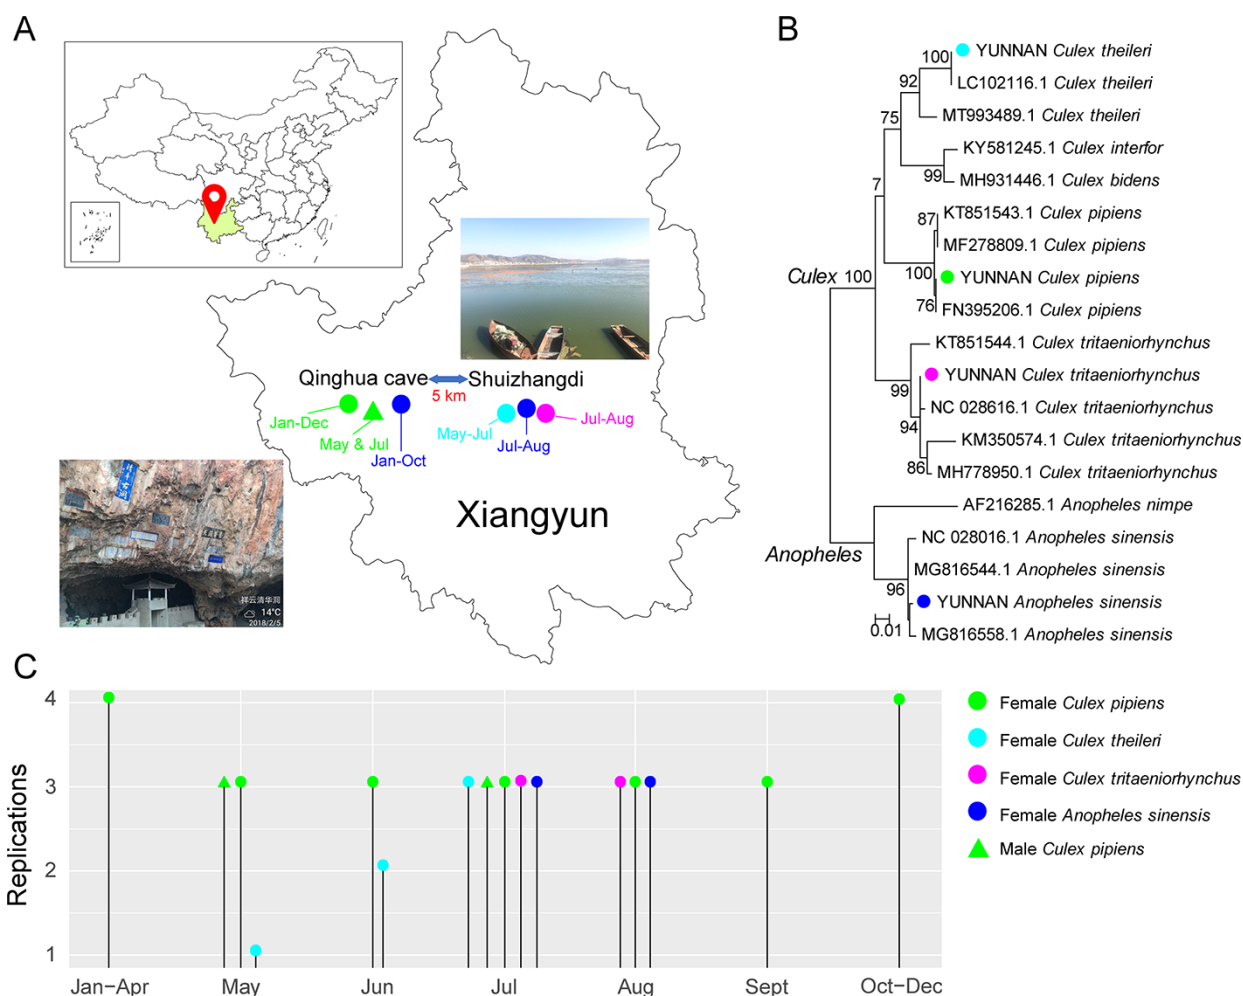 A
Qinghua cave
Shuizhangdi
5 km
Jan-Dec
May & Jul
Jan-Oct
May-Jul
Jul-Aug
Jul-Aug
Xiangyun
祥云清华洞
14°C
2018/2/5
B
100
YUNNAN Culex theileri
LC102116.1 Culex theileri
92
MT993489.1 Culex theileri
75
KY581245.1 Culex interfor
99
MH931446.1 Culex bidens
7
KT851543.1 Culex pipiens
87
MF278809.1 Culex pipiens
100
YUNNAN Culex pipiens
76
FN395206.1 Culex pipiens
Culex
100
KT851544.1 Culex tritaeniorhynchus
99
YUNNAN Culex tritaeniorhynchus
NC 028616.1 Culex tritaeniorhynchus
94
KM350574.1 Culex tritaeniorhynchus
86
MH778950.1 Culex tritaeniorhynchus
AF216285.1 Anopheles nimpe
Anopheles
NC 028016.1 Anopheles sinensis
MG816544.1 Anopheles sinensis
96
YUNNAN Anopheles sinensis
MG816558.1 Anopheles sinensis
0.01
C
Replications
4
3
2
1
Jan−Apr
May
Jun
Jul
Aug
Sept
Oct−Dec
Female Culex pipiens
Female Culex theileri
Female Culex tritaeniorhynchus
Female Anopheles sinensis
Male Culex pipiens